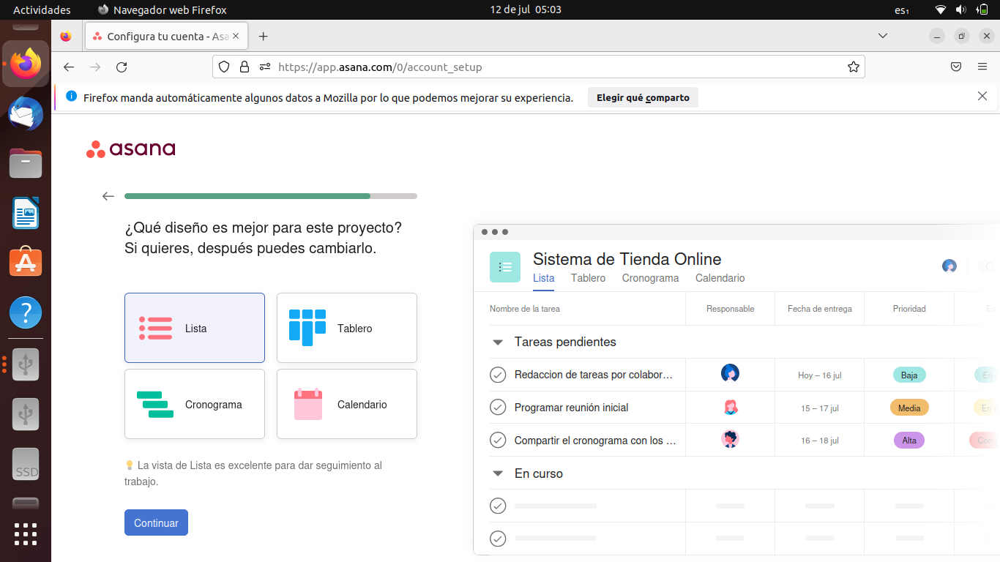 Actividades
Navegador web Firefox
12 de jul 05:03
es₁
Configura tu cuenta - Asa
https://app.asana.com/0/account_setup
Firefox manda automáticamente algunos datos a Mozilla por lo que podemos mejorar su experiencia.
Elegir qué comparto
asana
¿Qué diseño es mejor para este proyecto?
Si quieres, después puedes cambiarlo.
Lista
Tablero
Cronograma
Calendario
La vista de Lista es excelente para dar seguimiento al
trabajo.
Continuar
Sistema de Tienda Online
Lista Tablero Cronograma Calendario
Nombre de la tarea Responsable Fecha de entrega Prioridad
Tareas pendientes
Redaccion de tareas por colabor… Hoy – 16 jul Baja En
Programar reunión inicial 15 – 17 jul Media En
Compartir el cronograma con los … 16 – 18 jul Alta Con
En curso
SSD